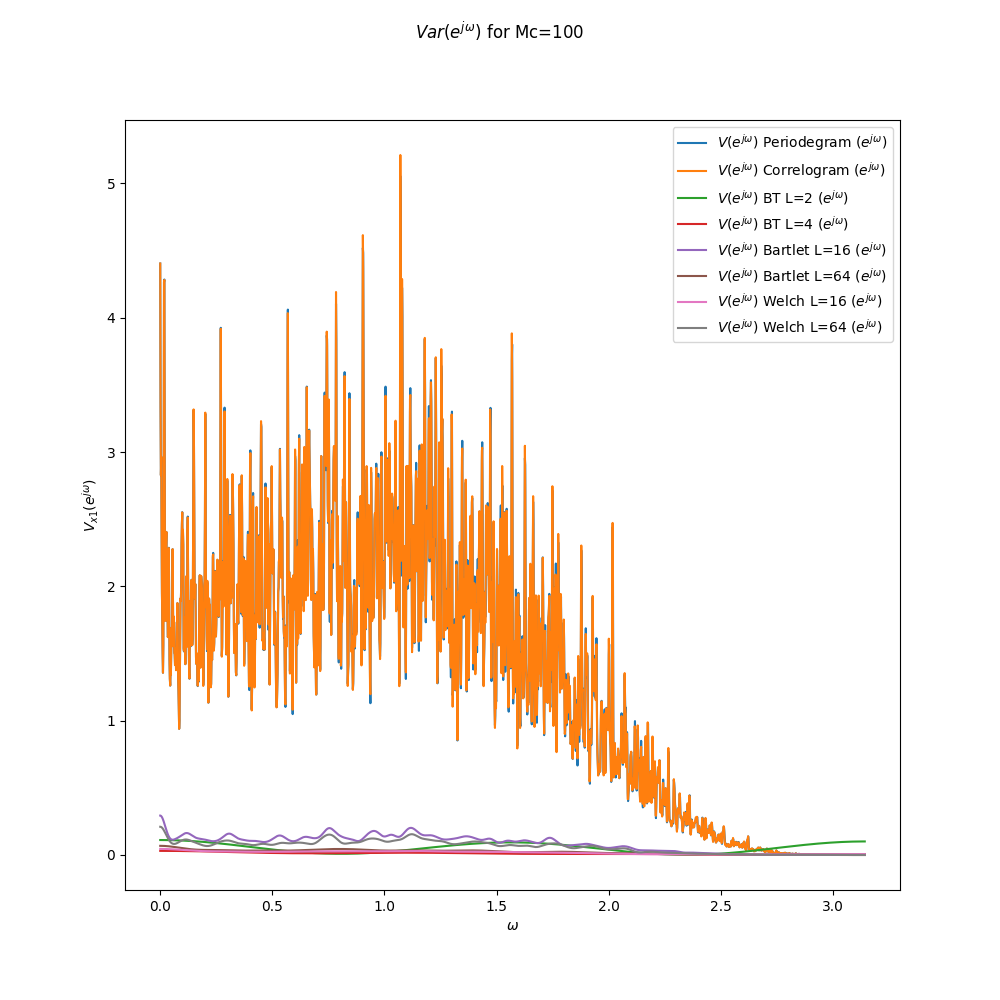 Var(e^{jω}) for Mc=100
V(e^{jω}) Periodegram (e^{jω})
V(e^{jω}) Correlogram (e^{jω})
V(e^{jω}) BT L=2 (e^{jω})
V(e^{jω}) BT L=4 (e^{jω})
V(e^{jω}) Bartlet L=16 (e^{jω})
V(e^{jω}) Bartlet L=64 (e^{jω})
V(e^{jω}) Welch L=16 (e^{jω})
V(e^{jω}) Welch L=64 (e^{jω})
5
4
3
2
1
0
V_{x1}(e^{jω})
0.0 0.5 1.0 1.5 2.0 2.5 3.0
ω